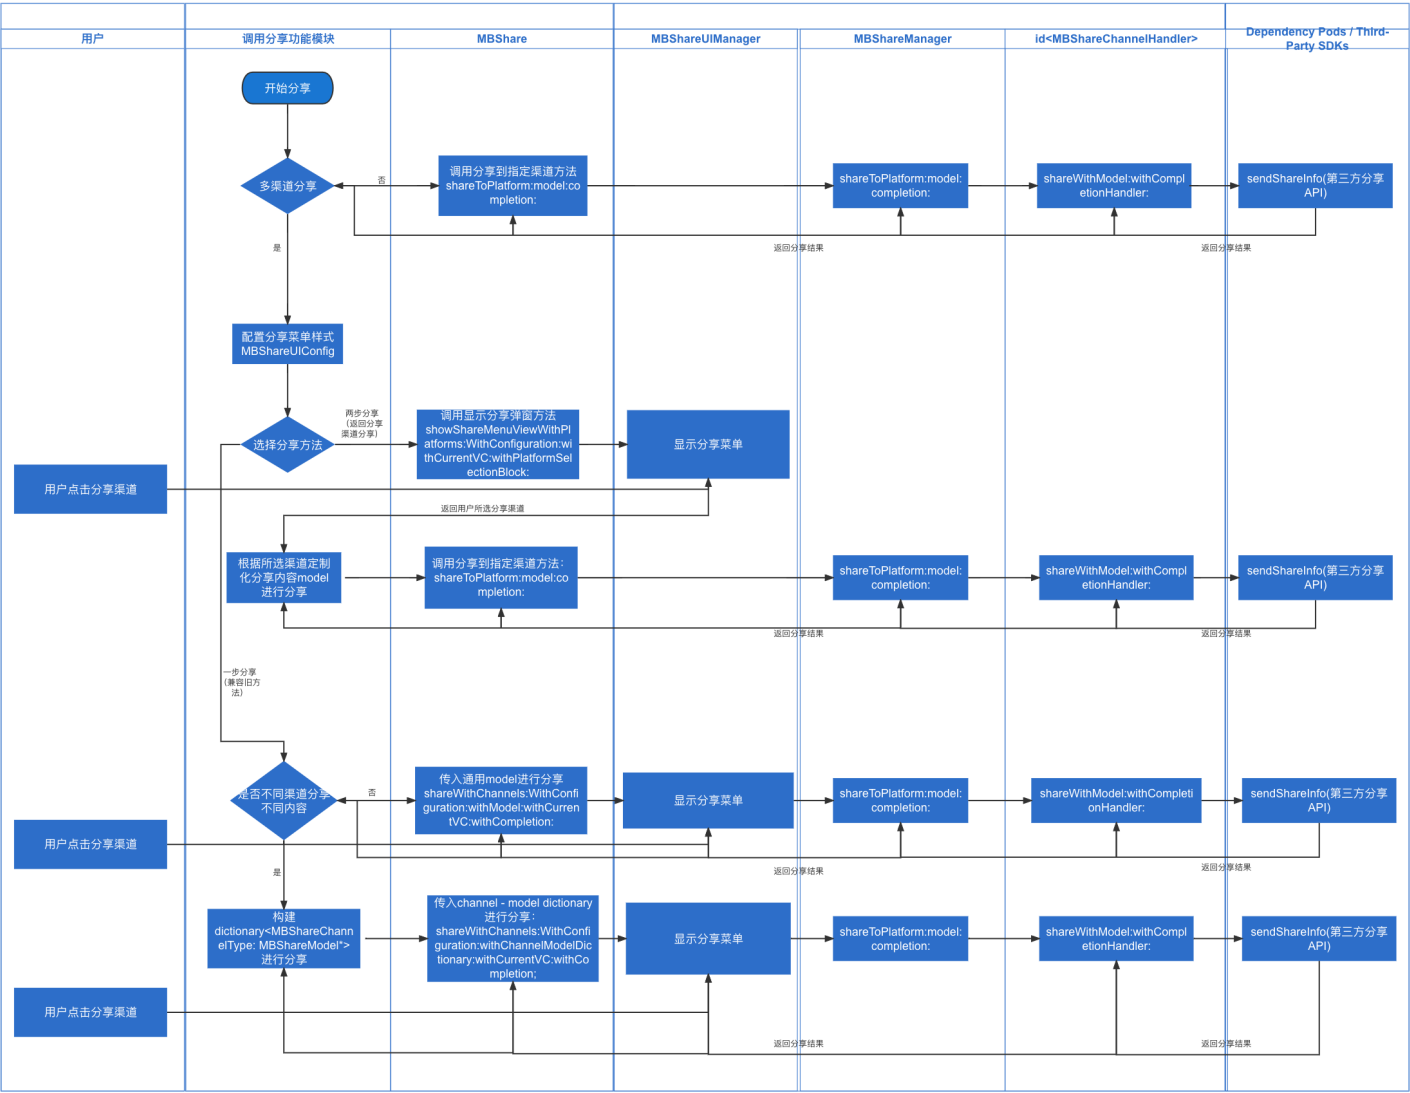 用户
调用分享功能模块
MBShare
MBShareUIManager
MBShareManager
id<MBShareChannelHandler>
Dependency Pods / Third-
Party SDKs
开始分享
多渠道分享
否
调用分享到指定渠道方法
shareToPlatform:model:co
mpletion:
shareToPlatform:model:
completion:
shareWithModel:withCompl
etionHandler:
sendShareInfo(第三方分享
API)
是
返回分享结果
返回分享结果
配置分享菜单样式
MBShareUIConfig
选择分享方法
两步分享
（返回分享
渠道分享）
调用显示分享弹窗方法
showShareMenuViewWithPl
atforms:WithConfiguration:wi
thCurrentVC:withPlatformSel
ectionBlock:
显示分享菜单
用户点击分享渠道
返回用户所选分享渠道
根据所选渠道定制
化分享内容model
进行分享
调用分享到指定渠道方法：
shareToPlatform:model:co
mpletion:
shareToPlatform:model:
completion:
shareWithModel:withCompl
etionHandler:
sendShareInfo(第三方分享
API)
返回分享结果
返回分享结果
一步分享
（兼容旧方
法）
是否不同渠道分享
不同内容
否
传入通用model进行分享
shareWithChannels:WithConfi
guration:withModel:withCurren
tVC:withCompletion:
显示分享菜单
shareToPlatform:model:
completion:
shareWithModel:withCompleti
onHandler:
sendShareInfo(第三方分享
API)
用户点击分享渠道
是
返回分享结果
返回分享结果
构建
dictionary<MBShareChann
elType: MBShareModel*>
进行分享
传入channel - model dictionary
进行分享：
shareWithChannels:WithConfi
guration:withChannelModelDic
tionary:withCurrentVC:withCo
mpletion;
显示分享菜单
shareToPlatform:model:
completion:
shareWithModel:withCompl
etionHandler:
sendShareInfo(第三方分享
API)
用户点击分享渠道
返回分享结果
返回分享结果